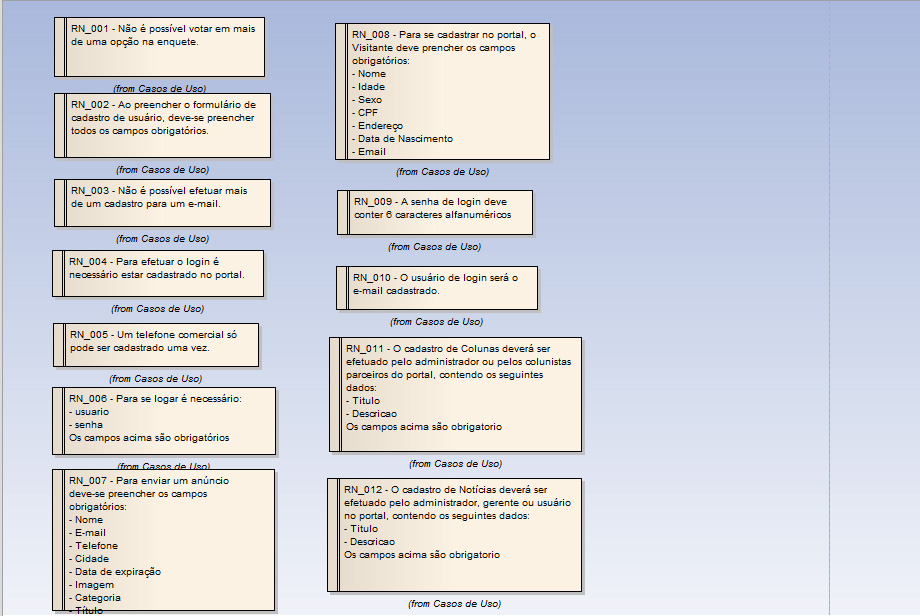 RN_001 - Não é possível votar em mais
de uma opção na enquete.
(from Casos de Uso)
RN_002 - Ao preencher o formulário de
cadastro de usuário, deve-se preencher
todos os campos obrigatórios.
(from Casos de Uso)
RN_003 - Não é possível efetuar mais
de um cadastro para um e-mail.
(from Casos de Uso)
RN_004 - Para efetuar o login é
necessário estar cadastrado no portal.
(from Casos de Uso)
RN_005 - Um telefone comercial só
pode ser cadastrado uma vez.
(from Casos de Uso)
RN_006 - Para se logar é necessário:
- usuario
- senha
Os campos acima são obrigatórios
(from Casos de Uso)
RN_007 - Para enviar um anúncio
deve-se preencher os campos
obrigatórios:
- Nome
- E-mail
- Telefone
- Cidade
- Data de expiração
- Imagem
- Categoria
- Título
RN_008 - Para se cadastrar no portal, o
Visitante deve prencher os campos
obrigatórios:
- Nome
- Idade
- Sexo
- CPF
- Endereço
- Data de Nascimento
- Email
(from Casos de Uso)
RN_009 - A senha de login deve
conter 6 caracteres alfanuméricos
(from Casos de Uso)
RN_010 - O usuário de login será o
e-mail cadastrado.
(from Casos de Uso)
RN_011 - O cadastro de Colunas deverá ser
efetuado pelo administrador ou pelos colunistas
parceiros do portal, contendo os seguintes
dados:
- Titulo
- Descricao
Os campos acima são obrigatorio
(from Casos de Uso)
RN_012 - O cadastro de Notícias deverá ser
efetuado pelo administrador, gerente ou usuário
no portal, contendo os seguintes dados:
- Titulo
- Descricao
Os campos acima são obrigatorio
(from Casos de Uso)